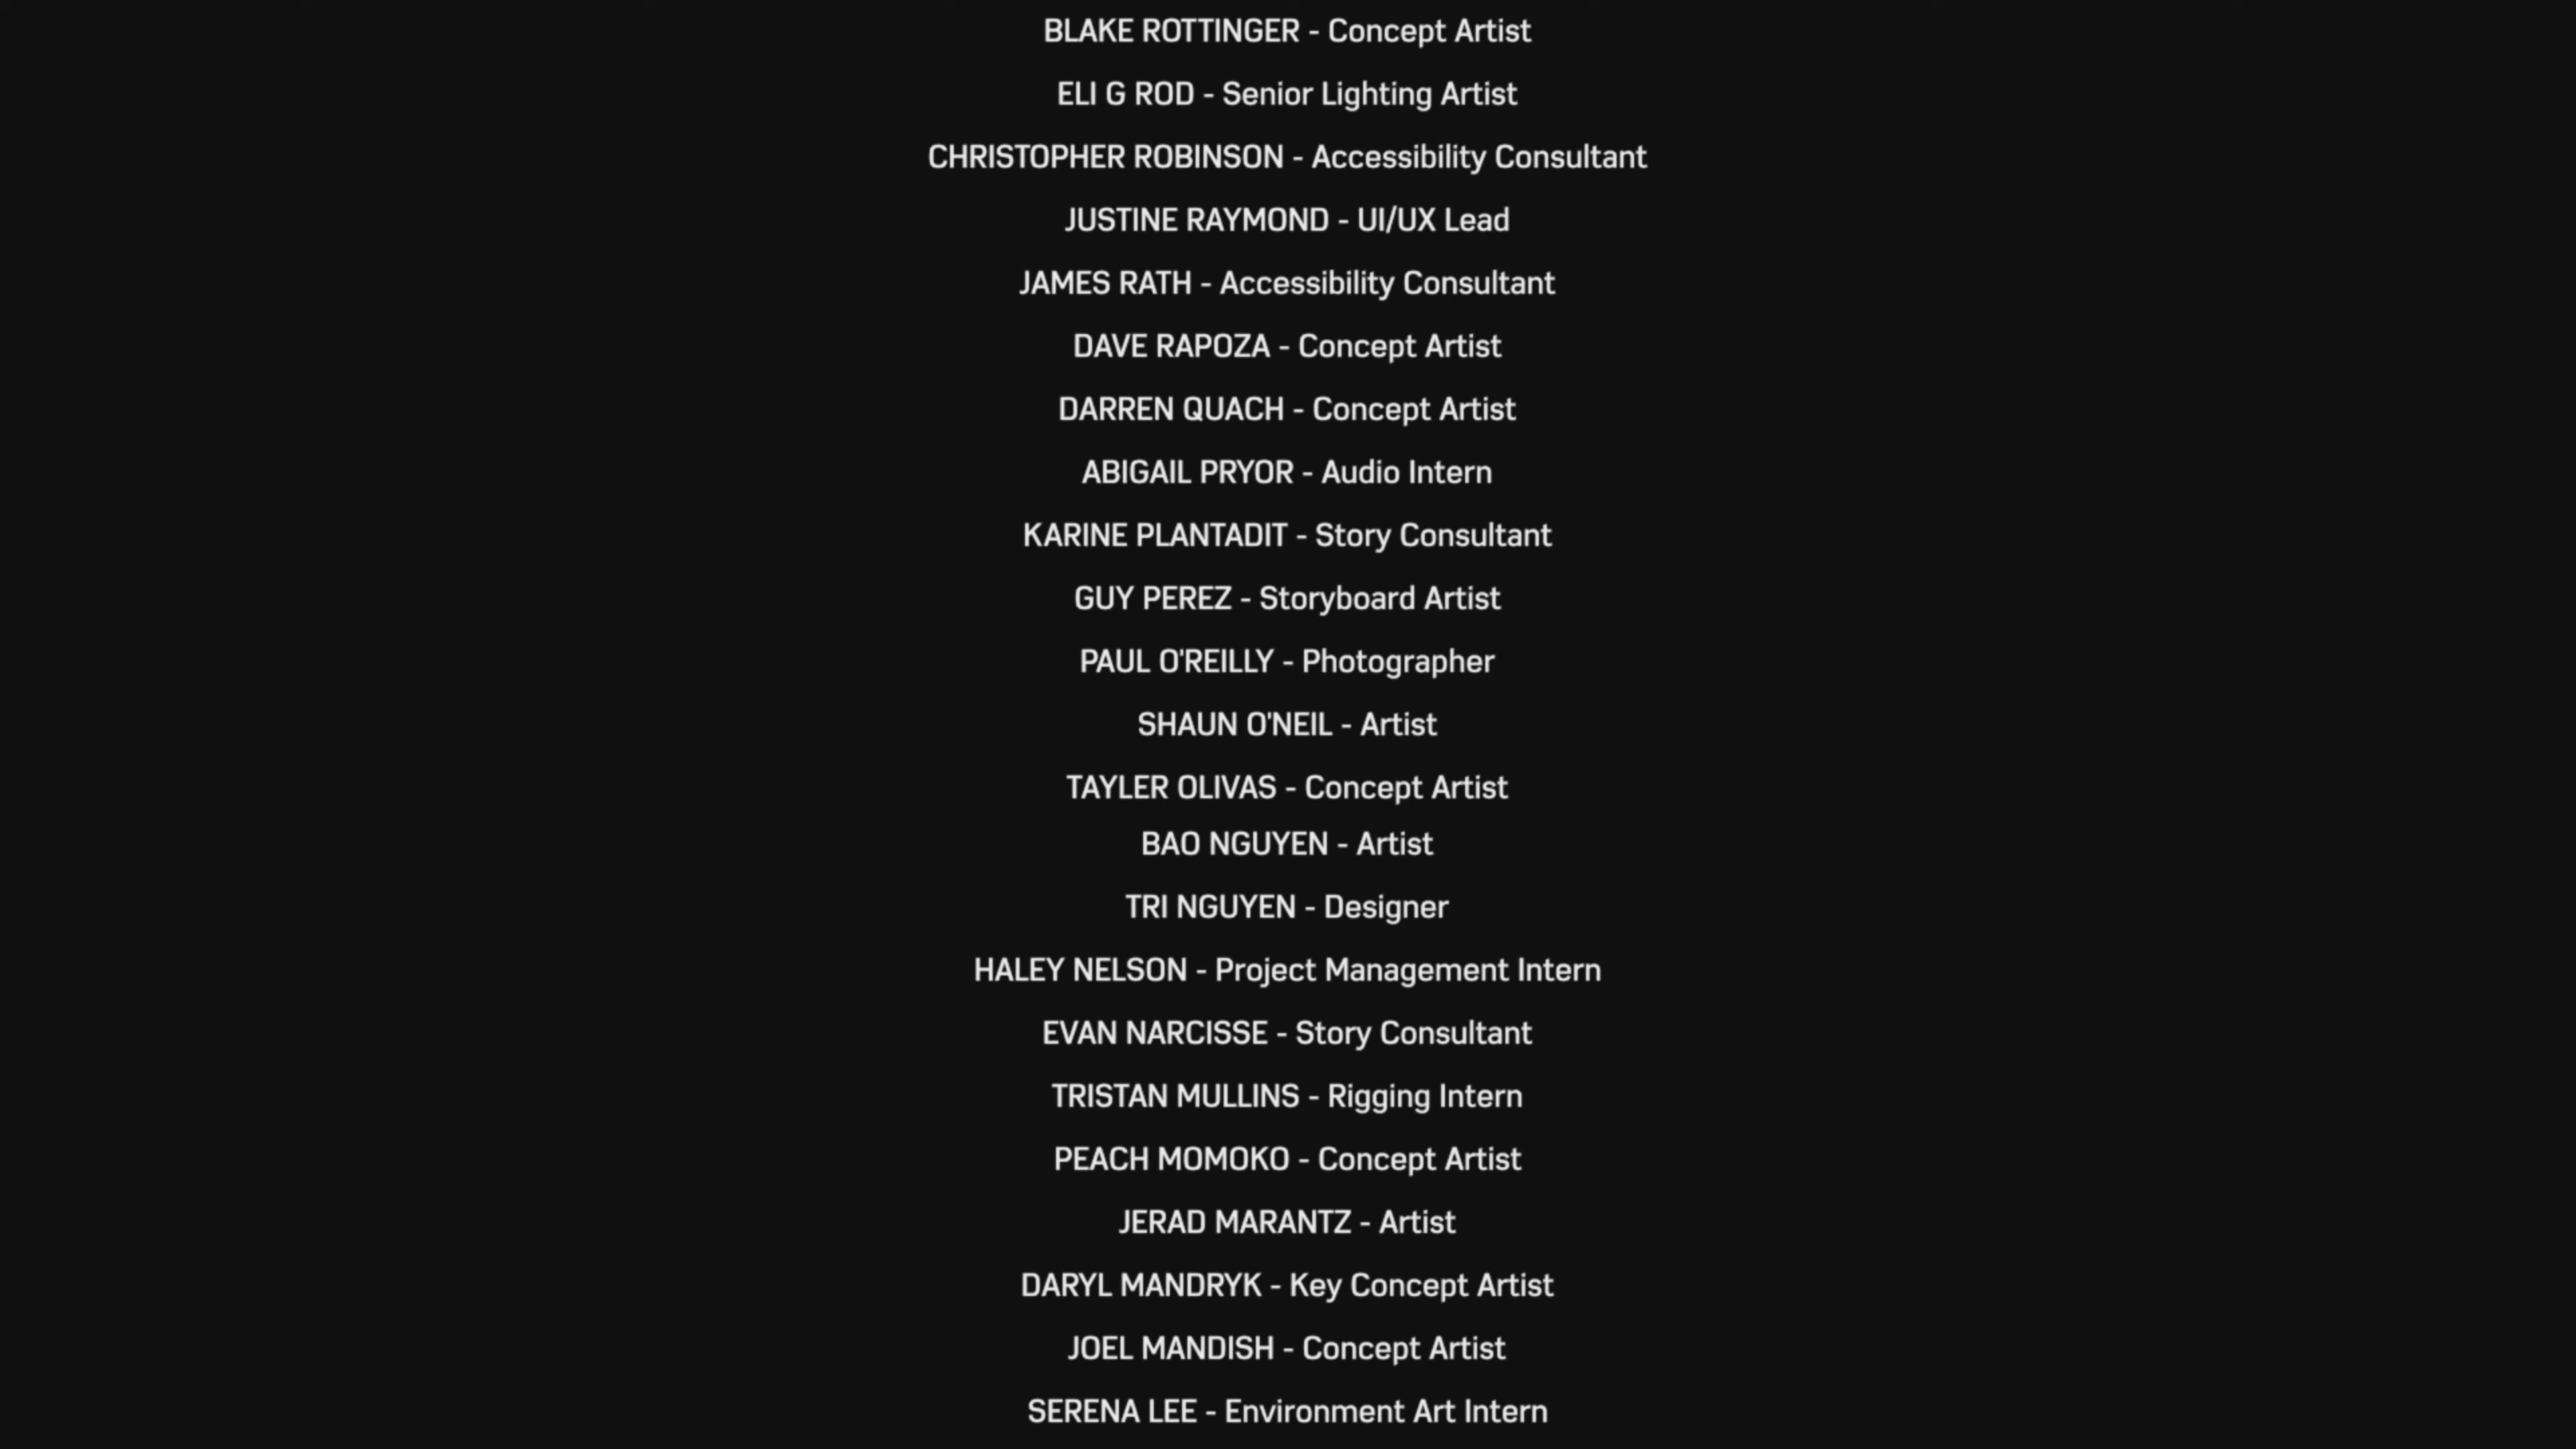 BLAKE ROTTINGER - Concept Artist
ELI G ROD - Senior Lighting Artist
CHRISTOPHER ROBINSON - Accessibility Consultant
JUSTINE RAYMOND - UI/UX Lead
JAMES RATH - Accessibility Consultant
DAVE RAPOZA - Concept Artist
DARREN QUACH - Concept Artist
ABIGAIL PRYOR - Audio Intern
KARINE PLANTADIT - Story Consultant
GUY PEREZ - Storyboard Artist
PAUL O'REILLY - Photographer
SHAUN O'NEIL - Artist
TAYLER OLIVAS - Concept Artist
BAO NGUYEN - Artist
TRI NGUYEN - Designer
HALEY NELSON - Project Management Intern
EVAN NARCISSE - Story Consultant
TRISTAN MULLINS - Rigging Intern
PEACH MOMOKO - Concept Artist
JERAD MARANTZ - Artist
DARYL MANDRYK - Key Concept Artist
JOEL MANDISH - Concept Artist
SERENA LEE - Environment Art Intern